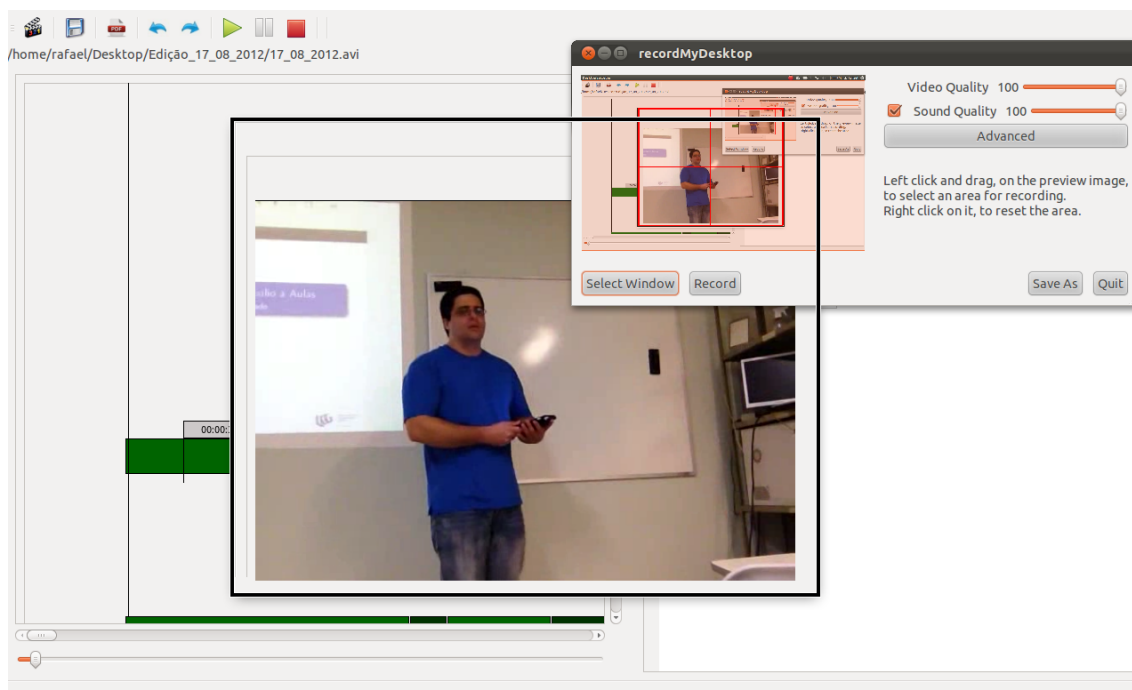 PDF
/home/rafael/Desktop/Edição_17_08_2012/17_08_2012.avi
recordMyDesktop
Video Quality 100
Sound Quality 100
Advanced
Left click and drag, on the preview image,
to select an area for recording.
Right click on it, to reset the area.
Select Window
Record
Save As
Quit
a Aulas
00:00: